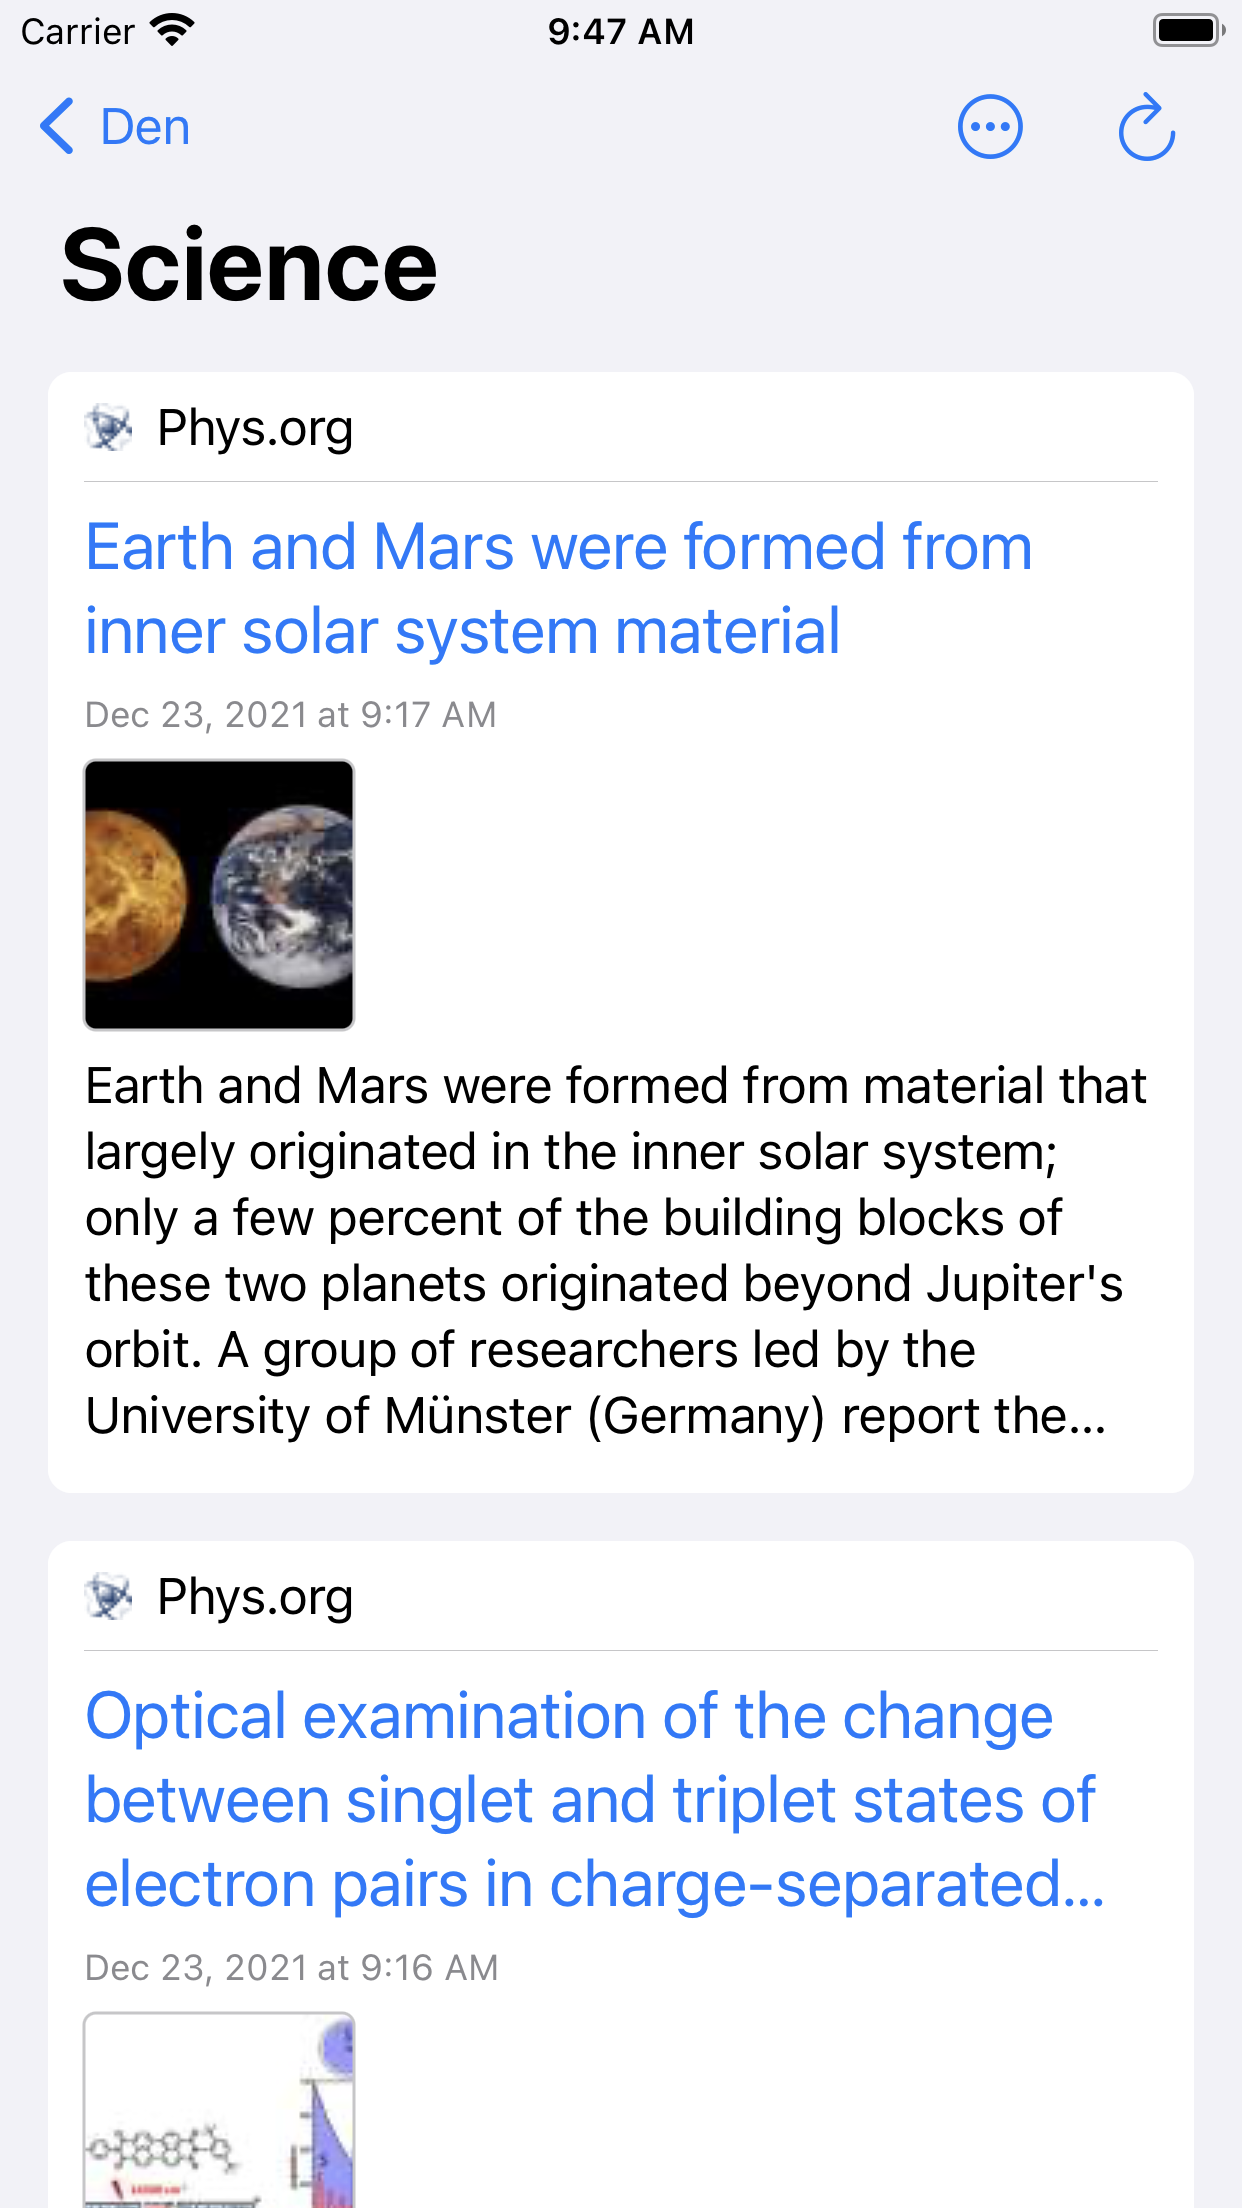 Carrier
9:47 AM
Den
Science
Phys.org
Earth and Mars were formed from
inner solar system material
Dec 23, 2021 at 9:17 AM
Earth and Mars were formed from material that
largely originated in the inner solar system;
only a few percent of the building blocks of
these two planets originated beyond Jupiter's
orbit. A group of researchers led by the
University of Münster (Germany) report the...
Phys.org
Optical examination of the change
between singlet and triplet states of
electron pairs in charge-separated...
Dec 23, 2021 at 9:16 AM